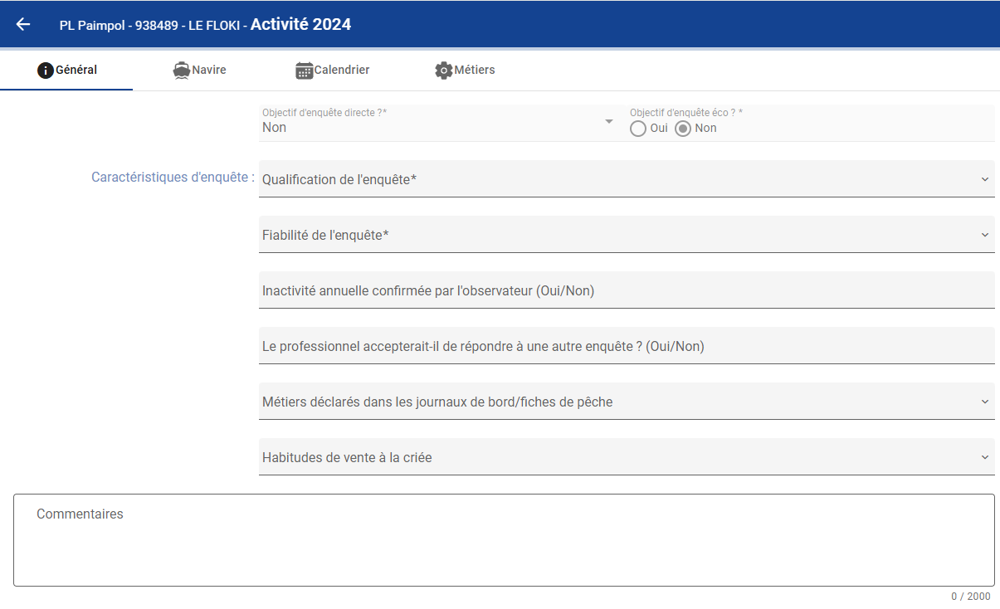 PL Paimpol - 938489 - LE FLOKI - Activité 2024
Général Navire Calendrier Métiers
Objectif d'enquête directe ?* Objectif d'enquête éco ? *
Non Oui Non
Caractéristiques d'enquête : Qualification de l'enquête*
Fiabilité de l'enquête*
Inactivité annuelle confirmée par l'observateur (Oui/Non)
Le professionnel accepterait-il de répondre à une autre enquête ? (Oui/Non)
Métiers déclarés dans les journaux de bord/fiches de pêche
Habitudes de vente à la criée
Commentaires
0 / 2000